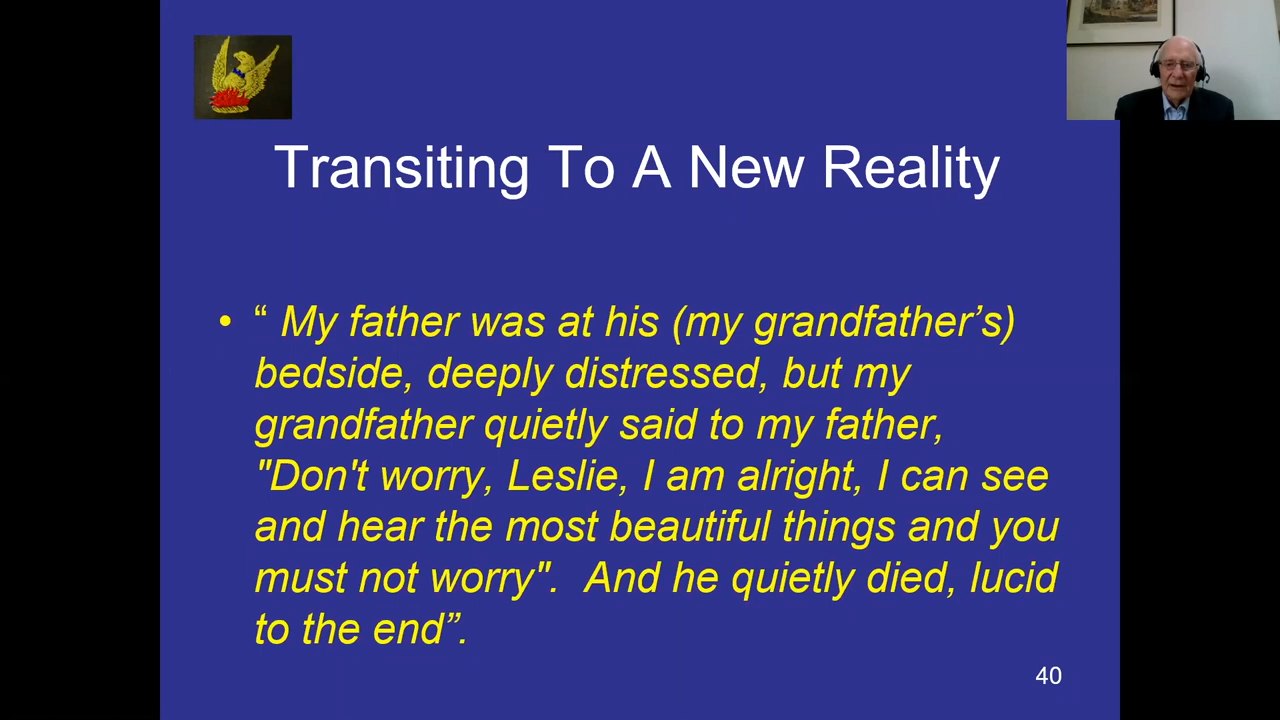 Transiting To A New Reality
• “ My father was at his (my grandfather’s)
bedside, deeply distressed, but my
grandfather quietly said to my father,
"Don't worry, Leslie, I am alright, I can see
and hear the most beautiful things and you
must not worry".  And he quietly died, lucid
to the end”.
40